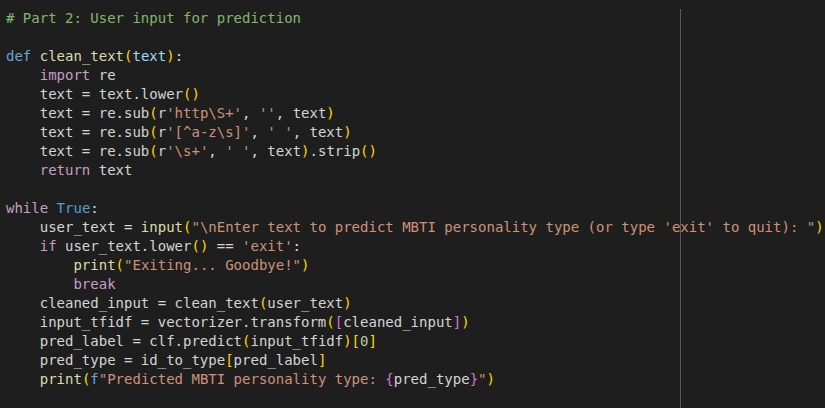 # Part 2: User input for prediction

def clean_text(text):
    import re
    text = text.lower()
    text = re.sub(r'http\S+', '', text)
    text = re.sub(r'[^a-z\s]', ' ', text)
    text = re.sub(r'\s+', ' ', text).strip()
    return text

while True:
    user_text = input("\nEnter text to predict MBTI personality type (or type 'exit' to quit): ")
    if user_text.lower() == 'exit':
        print("Exiting... Goodbye!")
        break
    cleaned_input = clean_text(user_text)
    input_tfidf = vectorizer.transform([cleaned_input])
    pred_label = clf.predict(input_tfidf)[0]
    pred_type = id_to_type[pred_label]
    print(f"Predicted MBTI personality type: {pred_type}")